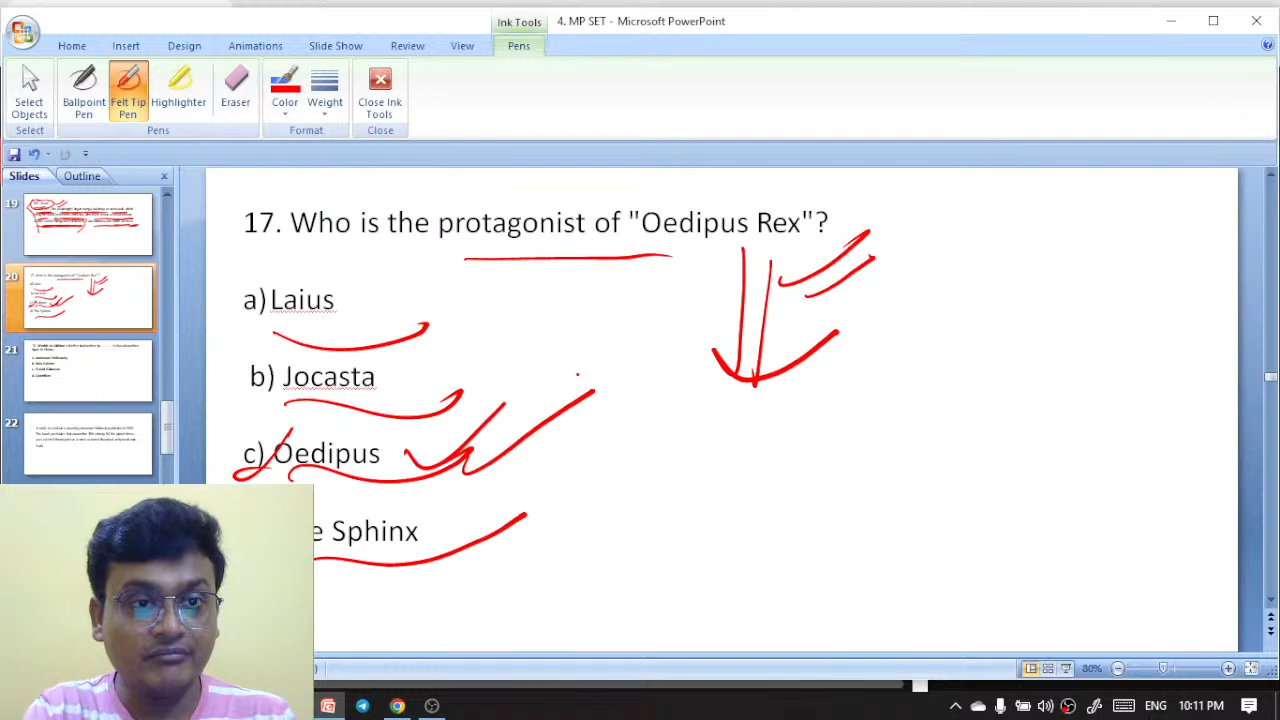 Ink Tools
4. MP SET - Microsoft PowerPoint
Home Insert Design Animations Slide Show Review View Pens
Select Objects
Ballpoint Pen
Felt Tip Pen
Highlighter
Eraser
Color
Weight
Close Ink Tools
Select Pens Format Close
Slides Outline
19
20
21
22
17. Who is the protagonist of "Oedipus Rex"?
a) Laius
b) Jocasta
c) Oedipus
e Sphinx
80%
ENG 10:11 PM